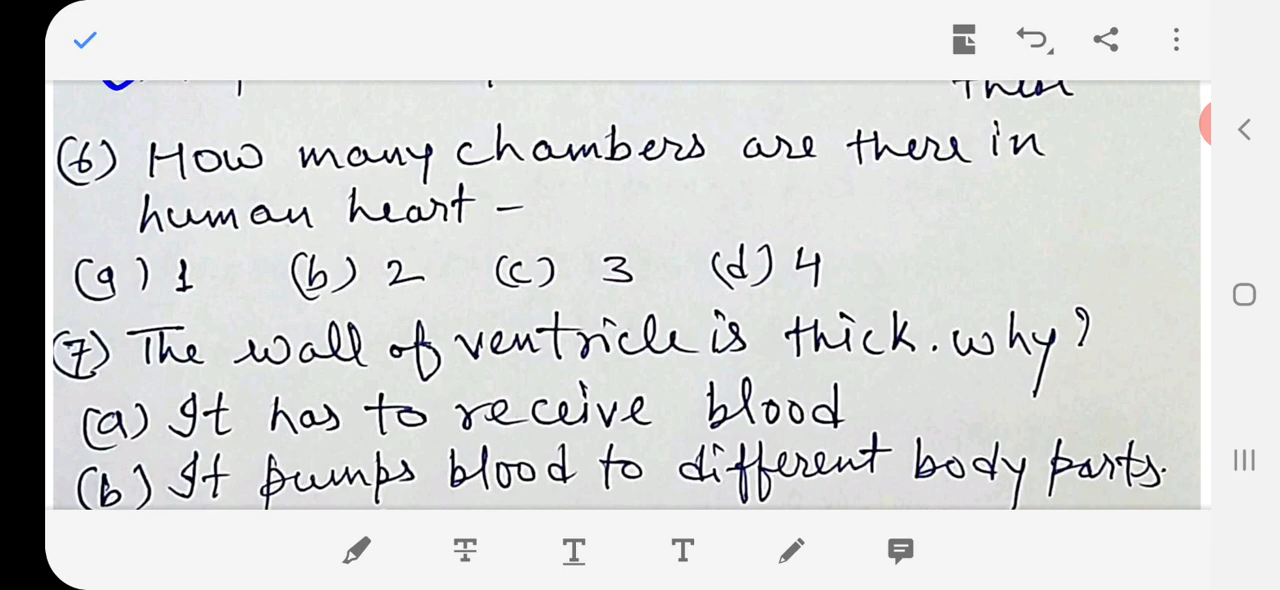 (6) How many chambers are there in
human heart -
(a) 1 (b) 2 (c) 3 (d) 4
(7) The wall of ventricle is thick. why?
(a) It has to receive blood
(b) It pumps blood to different body parts.